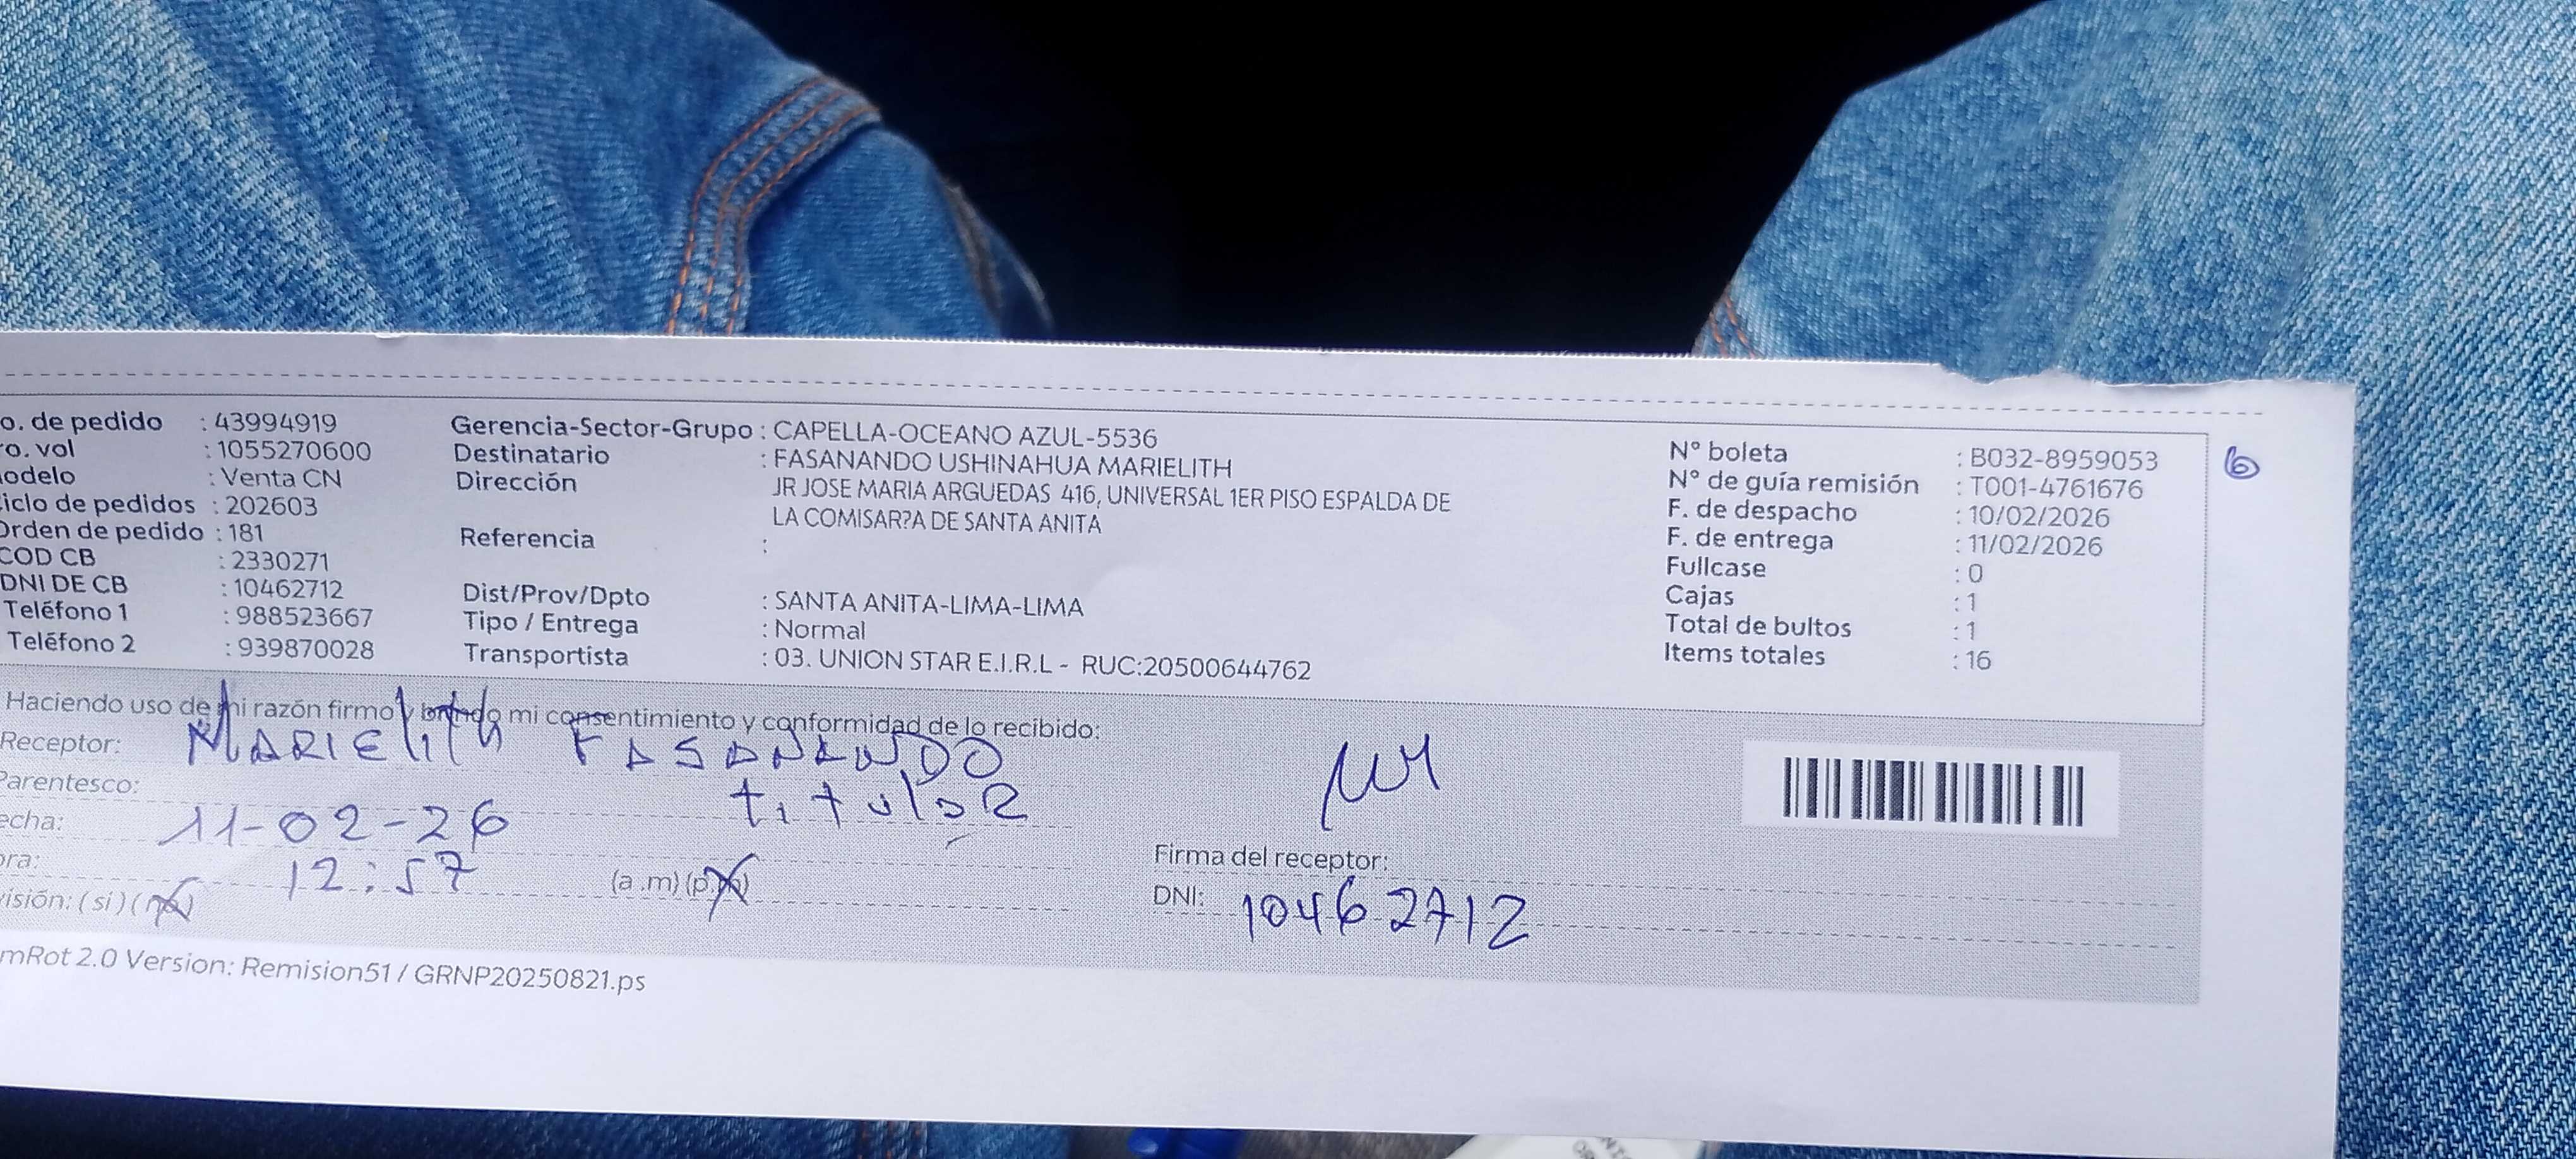 o. de pedido : 43994919
ro. vol : 1055270600
odelo : Venta CN
iclo de pedidos : 202603
Orden de pedido : 181
COD CB : 2330271
DNI DE CB : 10462712
Teléfono 1 : 988523667
Teléfono 2 : 939870028
Gerencia-Sector-Grupo : CAPELLA-OCEANO AZUL-5536
Destinatario : FASANANDO USHINAHUA MARIELITH
Dirección JR JOSE MARIA ARGUEDAS 416, UNIVERSAL 1ER PISO ESPALDA DE
LA COMISAR?A DE SANTA ANITA
Referencia :
Dist/Prov/Dpto : SANTA ANITA-LIMA-LIMA
Tipo / Entrega : Normal
Transportista : 03. UNION STAR E.I.R.L - RUC:20500644762
N° boleta : B032-8959053
N° de guía remisión : T001-4761676
F. de despacho : 10/02/2026
F. de entrega : 11/02/2026
Fullcase : 0
Cajas : 1
Total de bultos : 1
Items totales : 16
6
Haciendo uso de mi razón firmo y brindo mi consentimiento y conformidad de lo recibido:
Receptor: MARIElith FASANANDO
Parentesco: titulaR
echa: 11-02-26
ora: 12:57 (a .m) (p.m)
visión: ( si ) ( no )
Firma del receptor:
DNI: 10462712
mRot 2.0 Version: Remision51 / GRNP20250821.ps